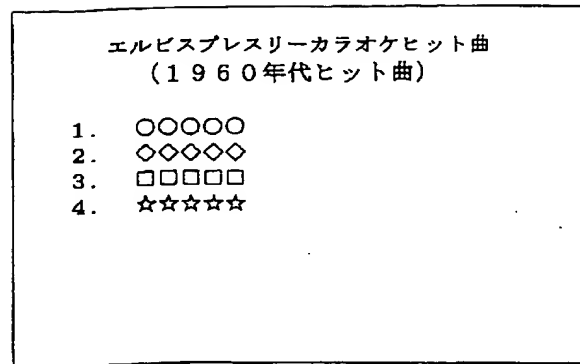 エルビスプレスリーカラオケヒット曲
(1960年代ヒット曲)
1. ○○○○○
2. ◇◇◇◇◇
3. □□□□□
4. ☆☆☆☆☆